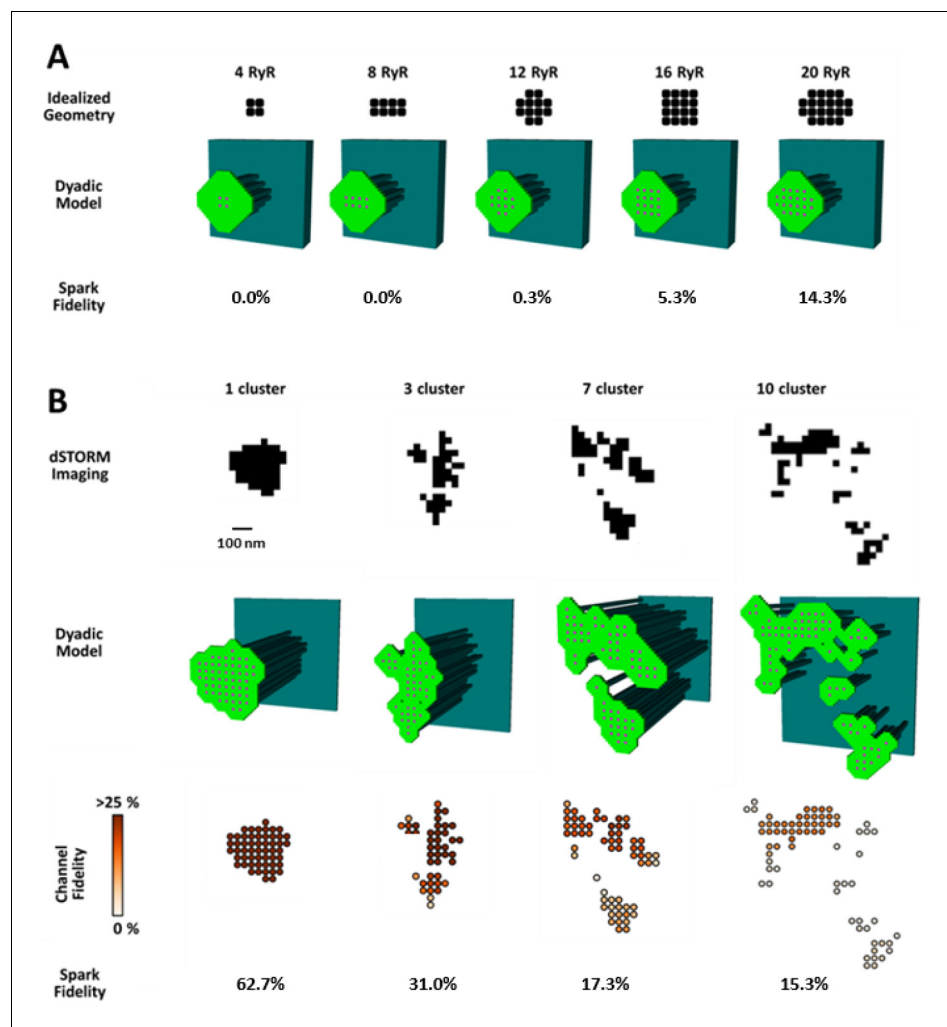 A
4 RyR 8 RyR 12 RyR 16 RyR 20 RyR
Idealized
Geometry
Dyadic
Model
Spark
Fidelity
0.0% 0.0% 0.3% 5.3% 14.3%
B
1 cluster 3 cluster 7 cluster 10 cluster
dSTORM
Imaging
100 nm
Dyadic
Model
>25 %
Channel
Fidelity
0 %
Spark
Fidelity
62.7% 31.0% 17.3% 15.3%